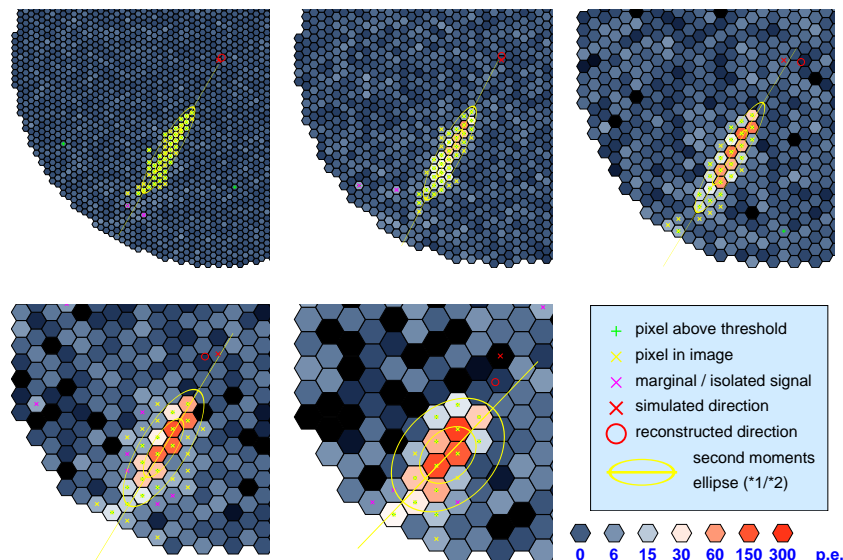 pixel above threshold
pixel in image
marginal / isolated signal
simulated direction
reconstructed direction
second moments
ellipse (*1/*2)
0 6 15 30 60 150 300 p.e.